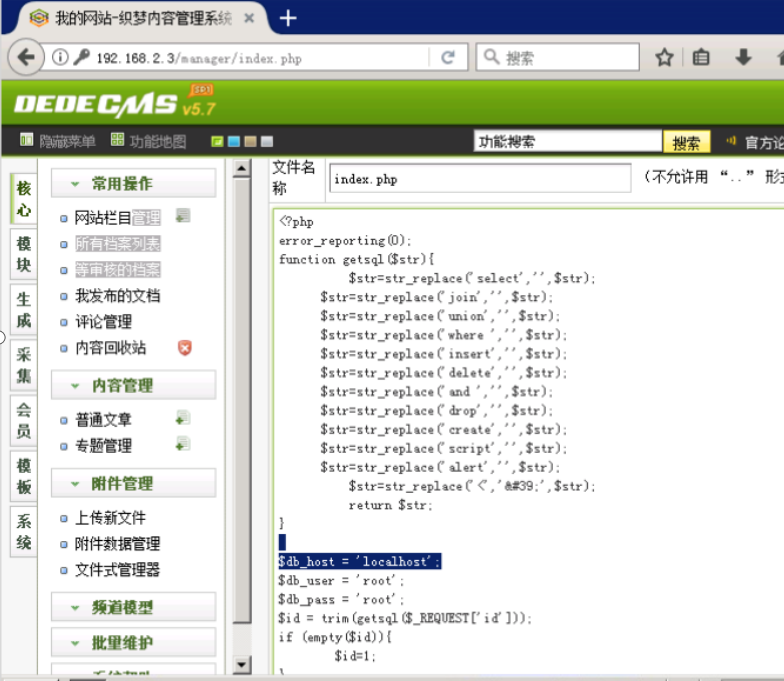 我的网站-织梦内容管理系统
192.168.2.3/manager/index.php
搜索
DEDECMS v5.7 SP1
隐藏菜单 功能地图 功能搜索 搜索 官方论
核心
模块
生成
采集
会员
模板
系统
常用操作
网站栏目管理
所有档案列表
等审核的档案
我发布的文档
评论管理
内容回收站
内容管理
普通文章
专题管理
附件管理
上传新文件
附件数据管理
文件式管理器
频道模型
批量维护
文件名称 index.php （不允许用 “..” 形式
<?php
error_reporting(0);
function getsql($str){
$str=str_replace('select','',$str);
$str=str_replace('join','',$str);
$str=str_replace('union','',$str);
$str=str_replace('where ','',$str);
$str=str_replace('insert','',$str);
$str=str_replace('delete','',$str);
$str=str_replace('and ','',$str);
$str=str_replace('drop','',$str);
$str=str_replace('create','',$str);
$str=str_replace('script','',$str);
$str=str_replace('alert','',$str);
$str=str_replace('<','&#39;',$str);
return $str;
}
$db_host = 'localhost';
$db_user = 'root';
$db_pass = 'root';
$id = trim(getsql($_REQUEST['id']));
if (empty($id)){
$id=1;
}